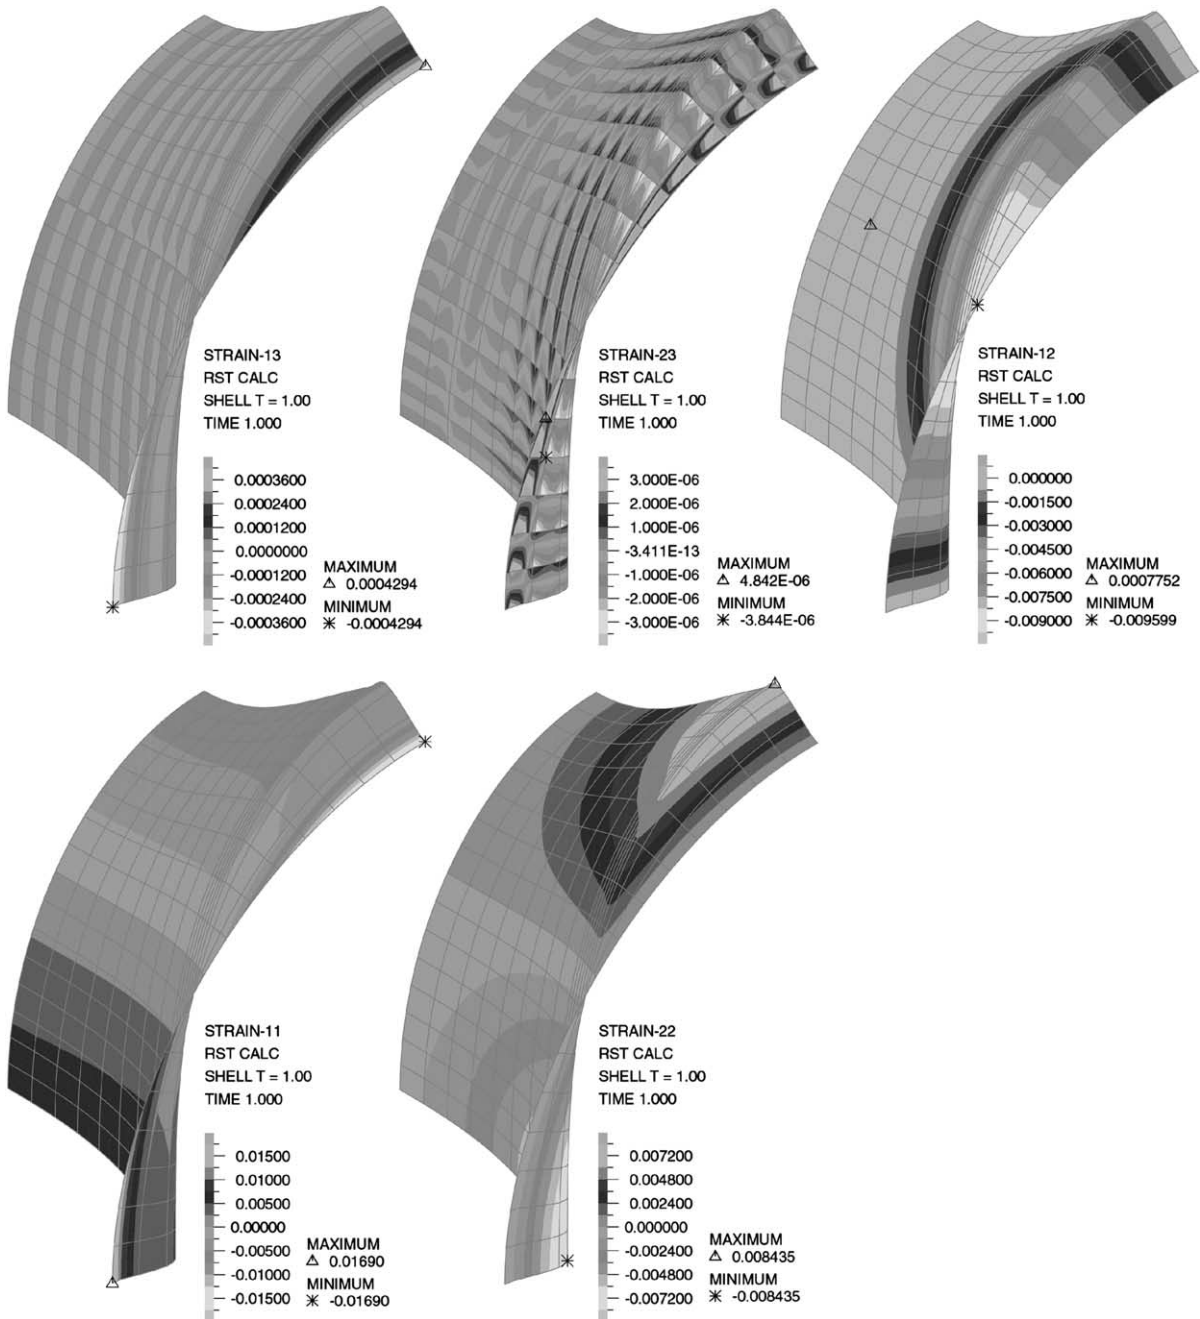 STRAIN-13
RST CALC
SHELL T = 1.00
TIME 1.000
0.0003600
0.0002400
0.0001200
0.0000000
-0.0001200
-0.0002400
-0.0003600
MAXIMUM
△ 0.0004294
MINIMUM
✳ -0.0004294
STRAIN-23
RST CALC
SHELL T = 1.00
TIME 1.000
3.000E-06
2.000E-06
1.000E-06
-3.411E-13
-1.000E-06
-2.000E-06
-3.000E-06
MAXIMUM
△ 4.842E-06
MINIMUM
✳ -3.844E-06
STRAIN-12
RST CALC
SHELL T = 1.00
TIME 1.000
0.000000
-0.001500
-0.003000
-0.004500
-0.006000
-0.007500
-0.009000
MAXIMUM
△ 0.0007752
MINIMUM
✳ -0.009599
STRAIN-11
RST CALC
SHELL T = 1.00
TIME 1.000
0.01500
0.01000
0.00500
0.00000
-0.00500
-0.01000
-0.01500
MAXIMUM
△ 0.01690
MINIMUM
✳ -0.01690
STRAIN-22
RST CALC
SHELL T = 1.00
TIME 1.000
0.007200
0.004800
0.002400
0.000000
-0.002400
-0.004800
-0.007200
MAXIMUM
△ 0.008435
MINIMUM
✳ -0.008435